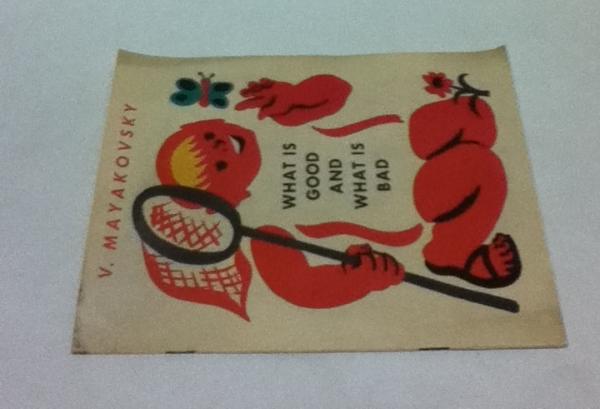 V. MAYAKOVSKY
WHAT IS
GOOD
AND
WHAT IS
BAD